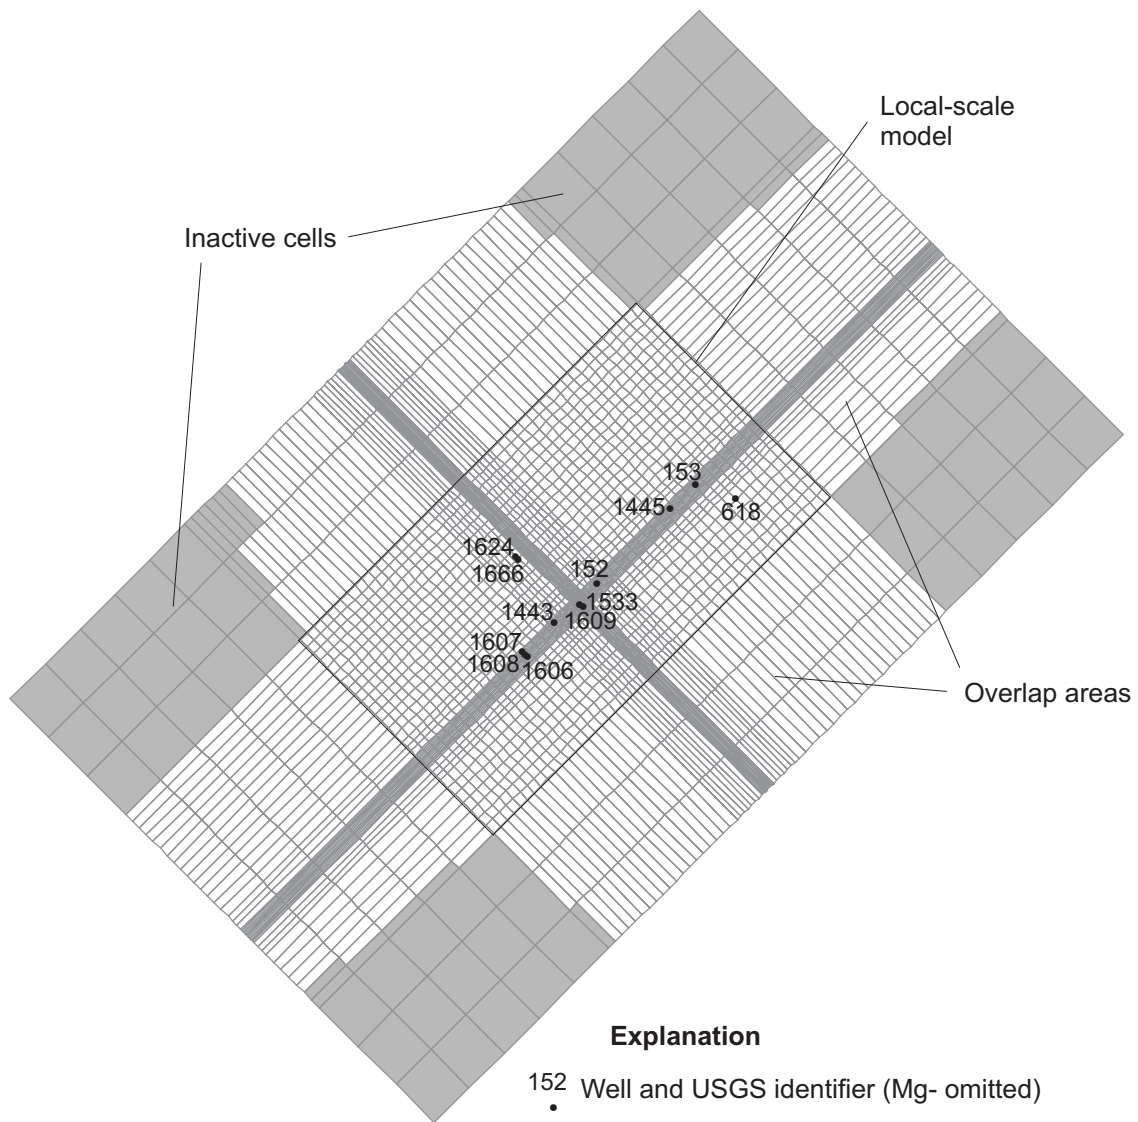 Local-scale
model
Inactive cells
153
1445
618
1624
1666
152
1533
1443
1609
1607
1608
1606
Overlap areas
Explanation
152
Well and USGS identifier (Mg- omitted)